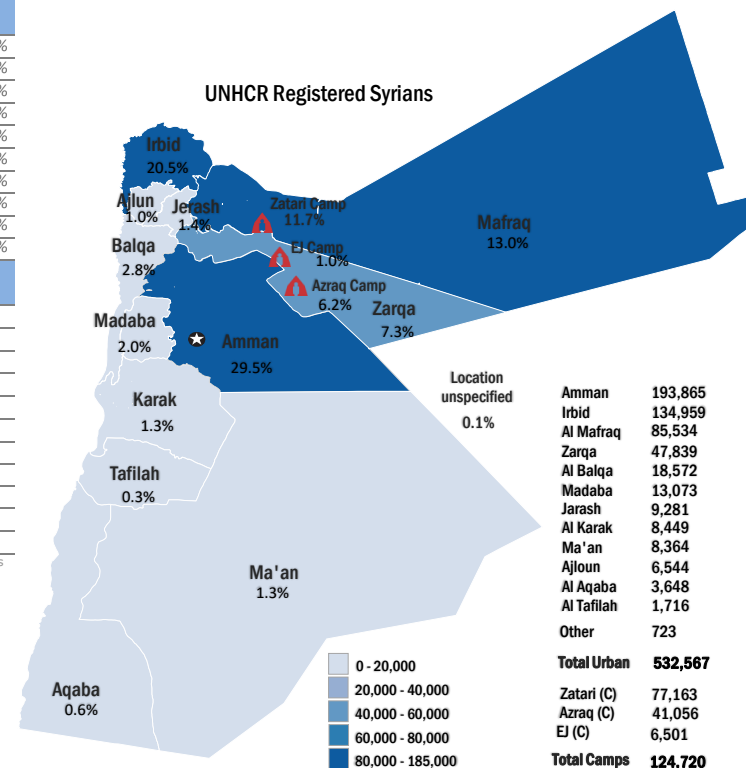 %
%
%
%
%
%
%
%
%
%
UNHCR Registered Syrians
Irbid
20.5%
Ajlun
1.0%
Jerash
1.4%
Zatari Camp
11.7%
Mafraq
13.0%
Balqa
2.8%
EJ Camp
1.0%
Azraq Camp
6.2%
Zarqa
7.3%
Madaba
2.0%
Amman
29.5%
Karak
1.3%
Location
unspecified
0.1%
Tafilah
0.3%
Ma'an
1.3%
Aqaba
0.6%
s
0 - 20,000
20,000 - 40,000
40,000 - 60,000
60,000 - 80,000
80,000 - 185,000
Amman 193,865
Irbid 134,959
Al Mafraq 85,534
Zarqa 47,839
Al Balqa 18,572
Madaba 13,073
Jarash 9,281
Al Karak 8,449
Ma'an 8,364
Ajloun 6,544
Al Aqaba 3,648
Al Tafilah 1,716
Other 723
Total Urban 532,567
Zatari (C) 77,163
Azraq (C) 41,056
EJ (C) 6,501
Total Camps 124,720